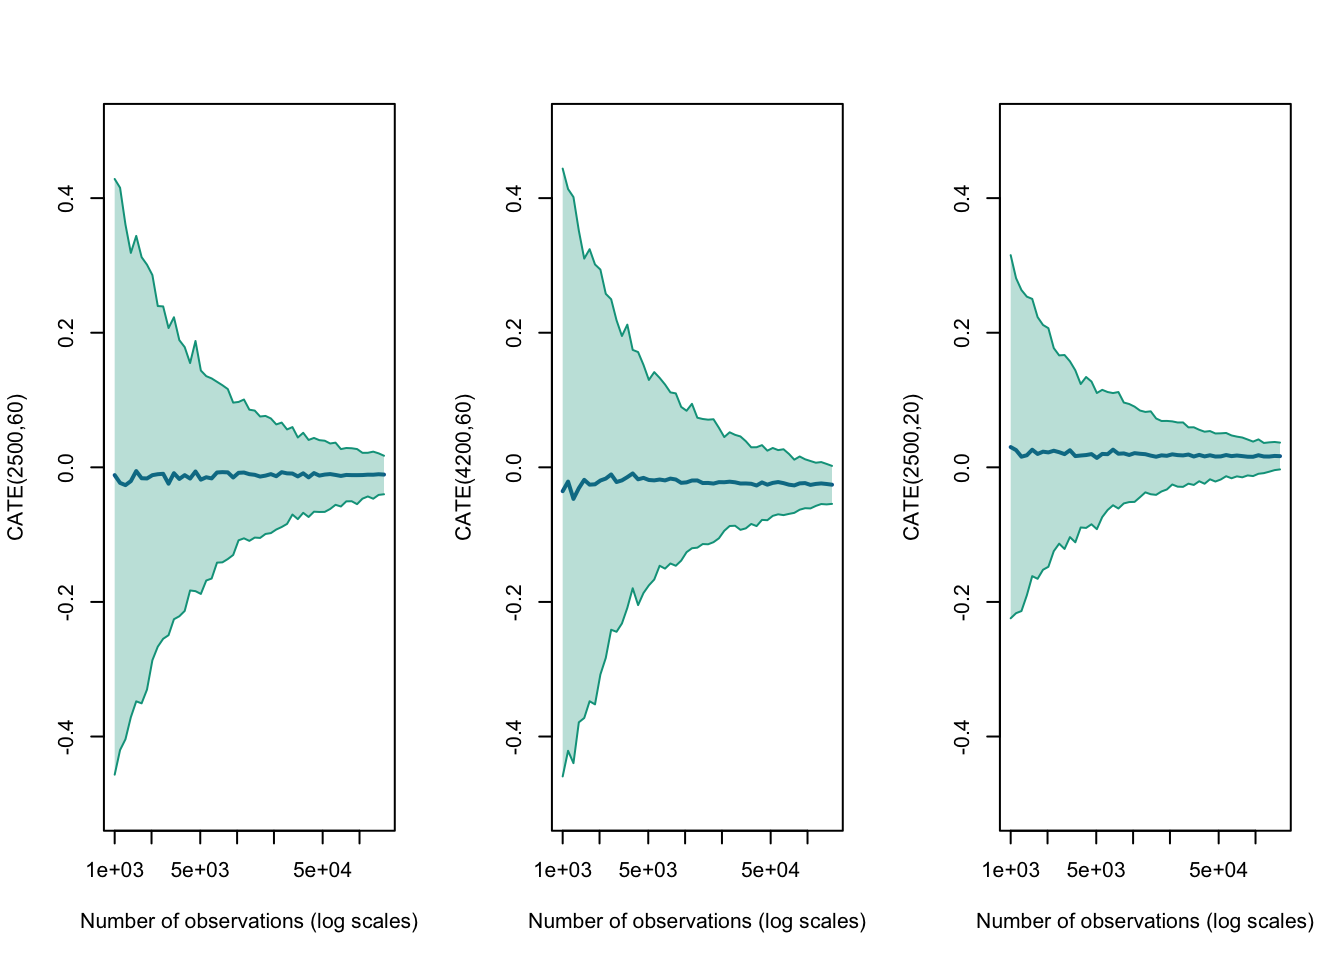 CATE(2500,60)
0.4
0.2
0.0
-0.2
-0.4
1e+03 5e+03 5e+04
Number of observations (log scales)
CATE(4200,60)
0.4
0.2
0.0
-0.2
-0.4
1e+03 5e+03 5e+04
Number of observations (log scales)
CATE(2500,20)
0.4
0.2
0.0
-0.2
-0.4
1e+03 5e+03 5e+04
Number of observations (log scales)